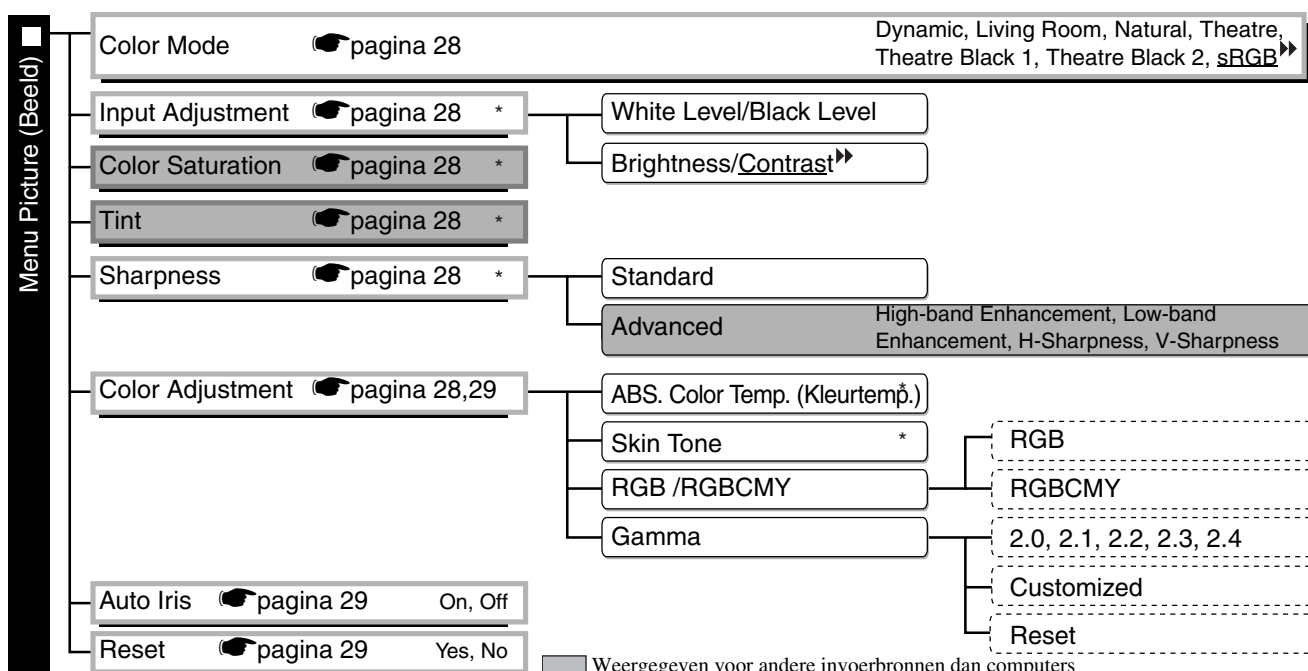 Menu Picture (Beeld)
Color Mode ☛pagina 28 Dynamic, Living Room, Natural, Theatre,
Theatre Black 1, Theatre Black 2, sRGB
Input Adjustment ☛pagina 28 *
White Level/Black Level
Brightness/Contrast
Color Saturation ☛pagina 28 *
Tint ☛pagina 28 *
Sharpness ☛pagina 28 *
Standard
Advanced High-band Enhancement, Low-band
Enhancement, H-Sharpness, V-Sharpness
Color Adjustment ☛pagina 28,29
ABS. Color Temp. (Kleurtemp.) *
Skin Tone *
RGB /RGBCMY
RGB
RGBCMY
Gamma
2.0, 2.1, 2.2, 2.3, 2.4
Customized
Reset
Auto Iris ☛pagina 29 On, Off
Reset ☛pagina 29 Yes, No
Weergegeven voor andere invoerbronnen dan computers